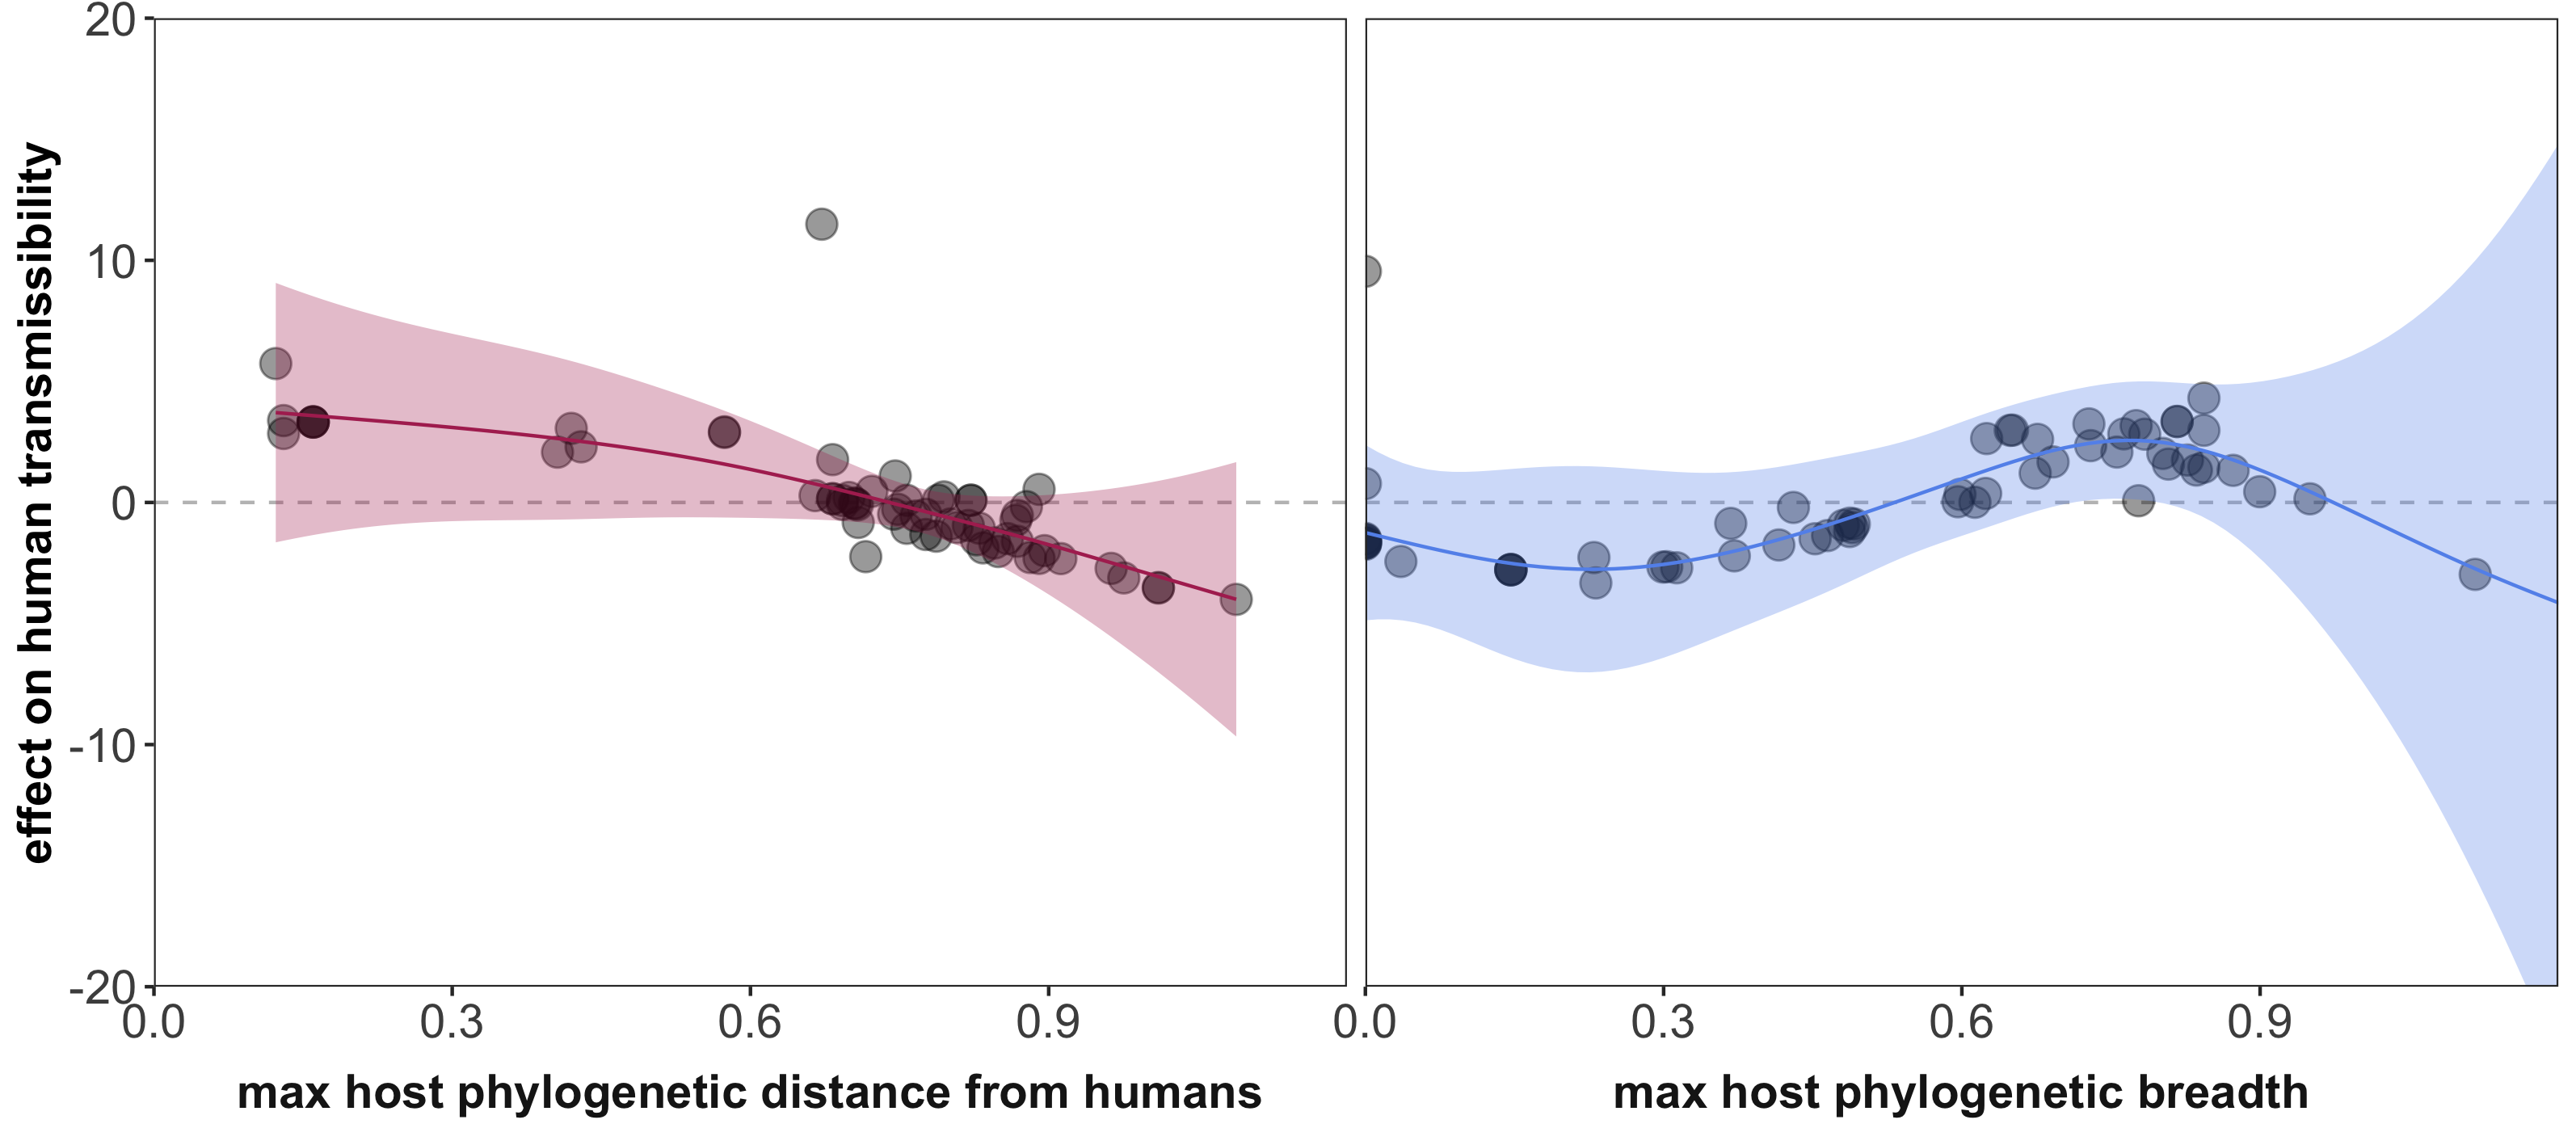 effect on human transmissibility
20
10
0
-10
-20
0.0 0.3 0.6 0.9
0.0 0.3 0.6 0.9
max host phylogenetic distance from humans
max host phylogenetic breadth